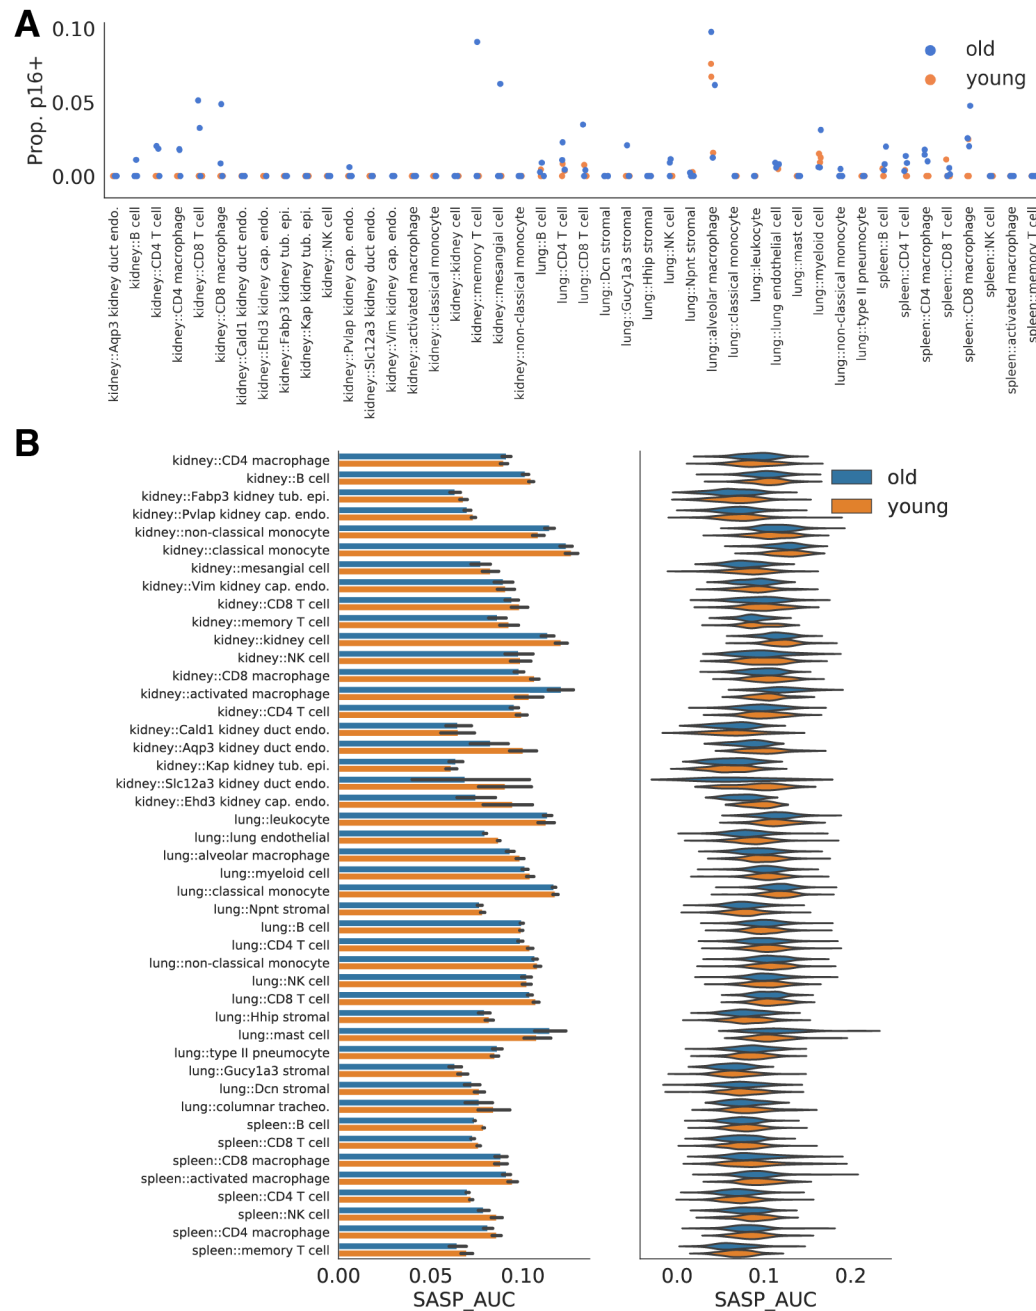 A
0.10
0.05
0.00
Prop. p16+
old
young
kidney::Aqp3 kidney duct endo.
kidney::B cell
kidney::CD4 T cell
kidney::CD4 macrophage
kidney::CD8 T cell
kidney::CD8 macrophage
kidney::Cald1 kidney duct endo.
kidney::Ehd3 kidney cap. endo.
kidney::Fabp3 kidney tub. epi.
kidney::Kap kidney tub. epi.
kidney::NK cell
kidney::Pvlap kidney cap. endo.
kidney::Slc12a3 kidney duct endo.
kidney::Vim kidney cap. endo.
kidney::activated macrophage
kidney::classical monocyte
kidney::kidney cell
kidney::memory T cell
kidney::mesangial cell
kidney::non-classical monocyte
lung::B cell
lung::CD4 T cell
lung::CD8 T cell
lung::Dcn stromal
lung::Gucy1a3 stromal
lung::Hhip stromal
lung::NK cell
lung::Npnt stromal
lung::alveolar macrophage
lung::classical monocyte
lung::leukocyte
lung::lung endothelial cell
lung::mast cell
lung::myeloid cell
lung::non-classical monocyte
lung::type II pneumocyte
spleen::B cell
spleen::CD4 T cell
spleen::CD4 macrophage
spleen::CD8 T cell
spleen::CD8 macrophage
spleen::NK cell
spleen::activated macrophage
spleen::memory T cell
B
kidney::CD4 macrophage
kidney::B cell
kidney::Fabp3 kidney tub. epi.
kidney::Pvlap kidney cap. endo.
kidney::non-classical monocyte
kidney::classical monocyte
kidney::mesangial cell
kidney::Vim kidney cap. endo.
kidney::CD8 T cell
kidney::memory T cell
kidney::kidney cell
kidney::NK cell
kidney::CD8 macrophage
kidney::activated macrophage
kidney::CD4 T cell
kidney::Cald1 kidney duct endo.
kidney::Aqp3 kidney duct endo.
kidney::Kap kidney tub. epi.
kidney::Slc12a3 kidney duct endo.
kidney::Ehd3 kidney cap. endo.
lung::leukocyte
lung::lung endothelial
lung::alveolar macrophage
lung::myeloid cell
lung::classical monocyte
lung::Npnt stromal
lung::B cell
lung::CD4 T cell
lung::non-classical monocyte
lung::NK cell
lung::CD8 T cell
lung::Hhip stromal
lung::mast cell
lung::type II pneumocyte
lung::Gucy1a3 stromal
lung::Dcn stromal
lung::columnar tracheo.
spleen::B cell
spleen::CD8 T cell
spleen::CD8 macrophage
spleen::activated macrophage
spleen::CD4 T cell
spleen::NK cell
spleen::CD4 macrophage
spleen::memory T cell
0.00 0.05 0.10
SASP_AUC
old
young
0.0 0.1 0.2
SASP_AUC